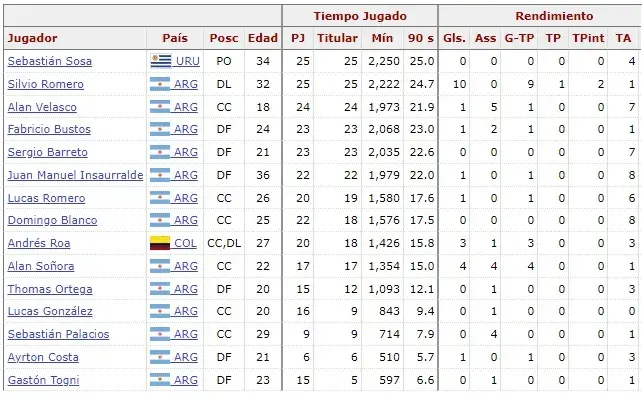 Tiempo Jugado Rendimiento
Jugador País Posc Edad PJ Titular Mín 90 s Gls. Ass G-TP TP TPint TA
Sebastián Sosa URU PO 34 25 25 2,250 25.0 0 0 0 0 0 4
Silvio Romero ARG DL 32 25 25 2,222 24.7 10 0 9 1 2 1
Alan Velasco ARG CC 18 24 24 1,973 21.9 1 5 1 0 0 1
Fabricio Bustos ARG DF 24 23 23 2,068 23.0 1 2 1 0 0 1
Sergio Barreto ARG DF 21 23 23 2,035 22.6 0 0 0 0 0 7
Juan Manuel Insaurralde ARG DF 36 22 22 1,979 22.0 1 0 1 0 0 8
Lucas Romero ARG CC 26 20 19 1,580 17.6 1 0 1 0 0 6
Domingo Blanco ARG CC 25 22 18 1,576 17.5 0 0 0 0 0 8
Andrés Roa COL CC,DL 27 20 18 1,426 15.8 3 1 3 0 0 3
Alan Soñora ARG CC 22 17 17 1,354 15.0 4 4 4 0 0 1
Thomas Ortega ARG DF 20 15 12 1,093 12.1 0 1 0 0 0 3
Lucas González ARG CC 20 16 9 843 9.4 0 1 0 0 0 0
Sebastián Palacios ARG CC 29 9 9 714 7.9 0 4 0 0 0 1
Ayrton Costa ARG DF 21 6 6 510 5.7 1 0 1 0 0 3
Gastón Togni ARG DF 23 15 5 597 6.6 0 1 0 0 0 1